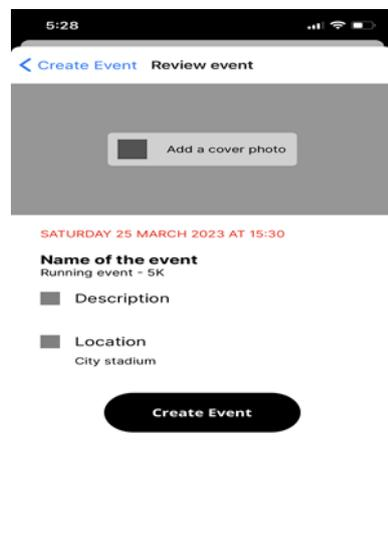 5:28
Create Event Review event
Add a cover photo
SATURDAY 25 MARCH 2023 AT 15:30
Name of the event
Running event - 5K
Description
Location
City stadium
Create Event